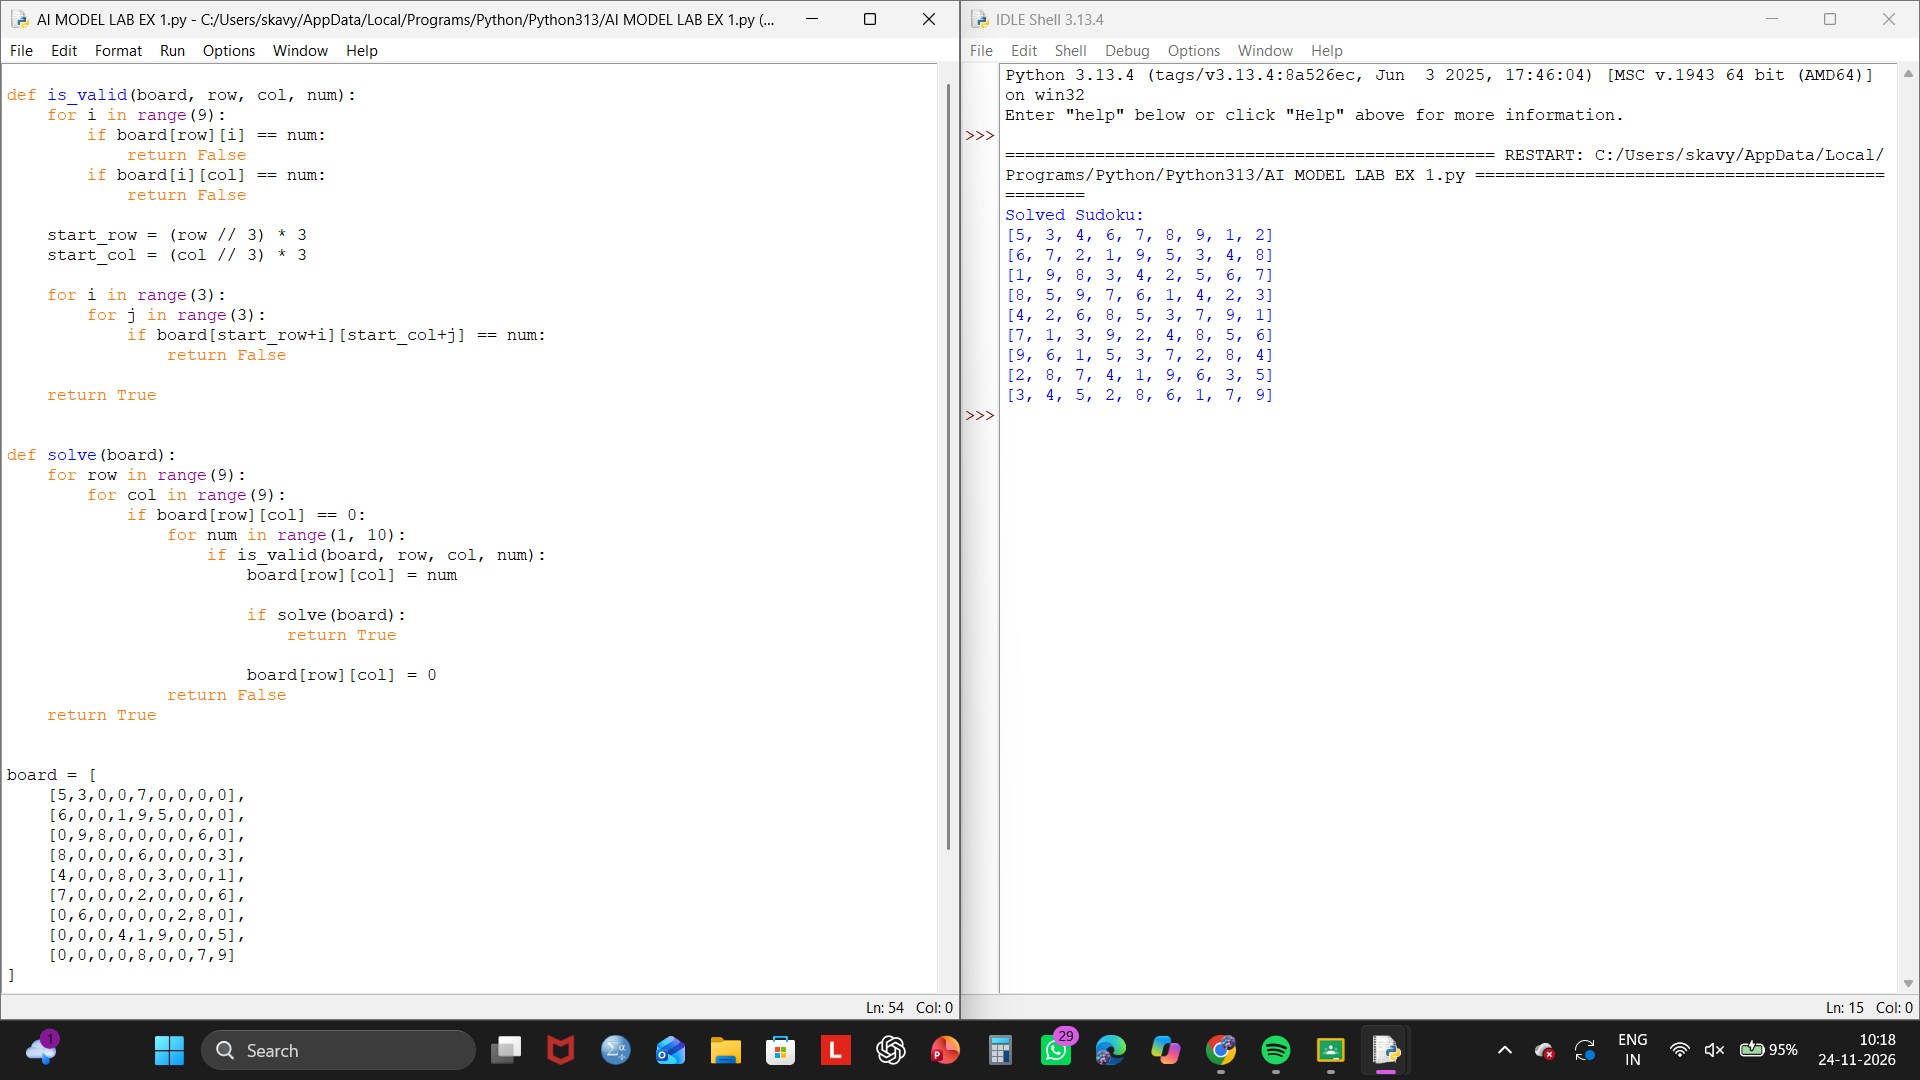 AI MODEL LAB EX 1.py - C:/Users/skavy/AppData/Local/Programs/Python/Python313/AI MODEL LAB EX 1.py (...
File Edit Format Run Options Window Help
def is_valid(board, row, col, num):
    for i in range(9):
        if board[row][i] == num:
            return False
        if board[i][col] == num:
            return False
    start_row = (row // 3) * 3
    start_col = (col // 3) * 3
    for i in range(3):
        for j in range(3):
            if board[start_row+i][start_col+j] == num:
                return False
    return True
def solve(board):
    for row in range(9):
        for col in range(9):
            if board[row][col] == 0:
                for num in range(1, 10):
                    if is_valid(board, row, col, num):
                        board[row][col] = num
                        if solve(board):
                            return True
                        board[row][col] = 0
                return False
    return True
board = [
    [5,3,0,0,7,0,0,0,0],
    [6,0,0,1,9,5,0,0,0],
    [0,9,8,0,0,0,0,6,0],
    [8,0,0,0,6,0,0,0,3],
    [4,0,0,8,0,3,0,0,1],
    [7,0,0,0,2,0,0,0,6],
    [0,6,0,0,0,0,2,8,0],
    [0,0,0,4,1,9,0,0,5],
    [0,0,0,0,8,0,0,7,9]
]
Ln: 54 Col: 0
IDLE Shell 3.13.4
File Edit Shell Debug Options Window Help
Python 3.13.4 (tags/v3.13.4:8a526ec, Jun  3 2025, 17:46:04) [MSC v.1943 64 bit (AMD64)]
on win32
Enter "help" below or click "Help" above for more information.
>>>
================================================= RESTART: C:/Users/skavy/AppData/Local/
Programs/Python/Python313/AI MODEL LAB EX 1.py =========================================
========
Solved Sudoku:
[5, 3, 4, 6, 7, 8, 9, 1, 2]
[6, 7, 2, 1, 9, 5, 3, 4, 8]
[1, 9, 8, 3, 4, 2, 5, 6, 7]
[8, 5, 9, 7, 6, 1, 4, 2, 3]
[4, 2, 6, 8, 5, 3, 7, 9, 1]
[7, 1, 3, 9, 2, 4, 8, 5, 6]
[9, 6, 1, 5, 3, 7, 2, 8, 4]
[2, 8, 7, 4, 1, 9, 6, 3, 5]
[3, 4, 5, 2, 8, 6, 1, 7, 9]
>>>
Ln: 15 Col: 0
1
Search
L
P
29
ENG
IN
95%
10:18
24-11-2026